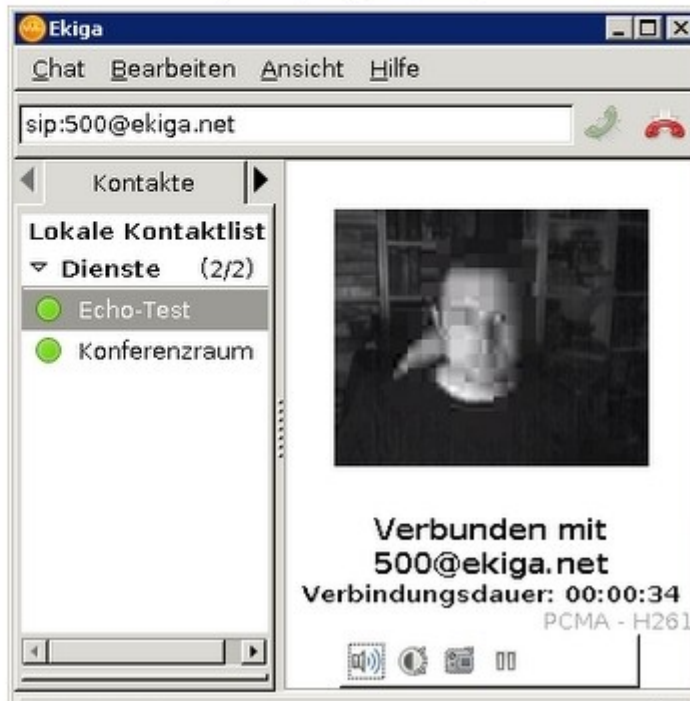 Ekiga
Chat Bearbeiten Ansicht Hilfe
sip:500@ekiga.net
Kontakte
Lokale Kontaktlist
Dienste (2/2)
Echo-Test
Konferenzraum
Verbunden mit
500@ekiga.net
Verbindungsdauer: 00:00:34
PCMA - H261